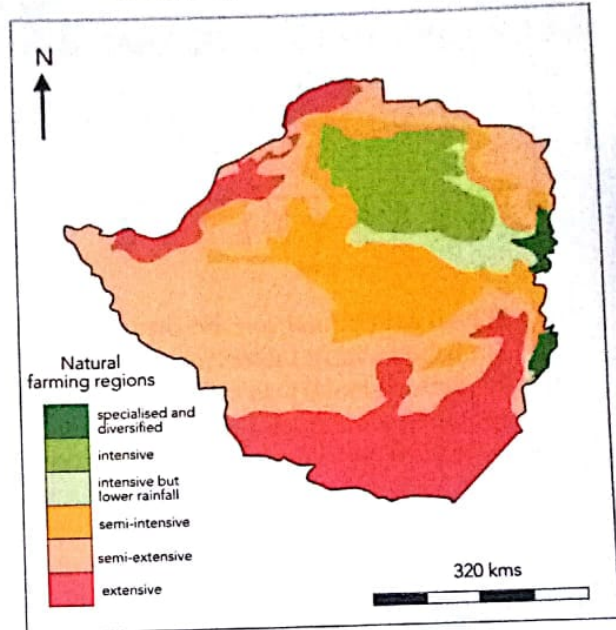 N
Natural
farming regions
specialised and
diversified
intensive
intensive but
lower rainfall
semi-intensive
semi-extensive
extensive
320 kms